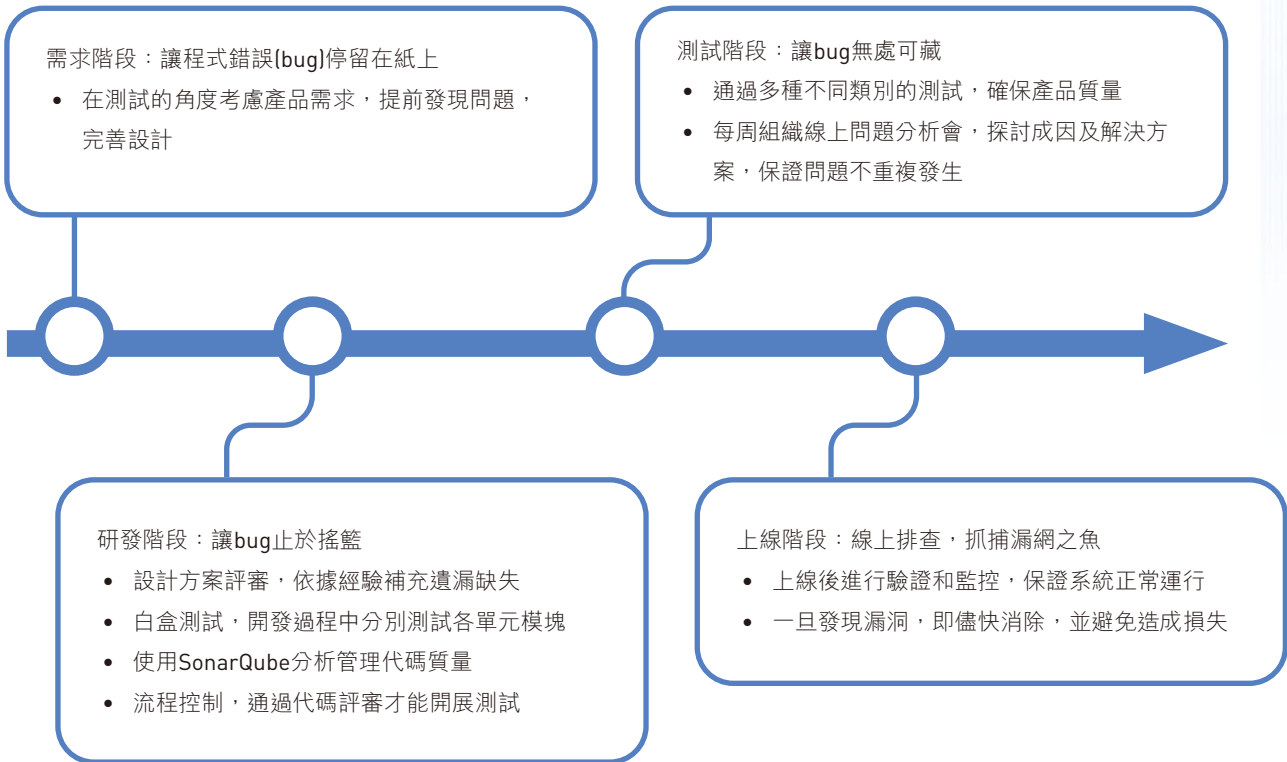 需求階段：讓程式錯誤(bug)停留在紙上
• 在測試的角度考慮產品需求，提前發現問題，
完善設計
研發階段：讓bug止於搖籃
• 設計方案評審，依據經驗補充遺漏缺失
• 白盒測試，開發過程中分別測試各單元模塊
• 使用SonarQube分析管理代碼質量
• 流程控制，通過代碼評審才能開展測試
測試階段：讓bug無處可藏
• 通過多種不同類別的測試，確保產品質量
• 每周組織線上問題分析會，探討成因及解決方
案，保證問題不重複發生
上線階段：線上排查，抓捕漏網之魚
• 上線後進行驗證和監控，保證系統正常運行
• 一旦發現漏洞，即儘快消除，並避免造成損失